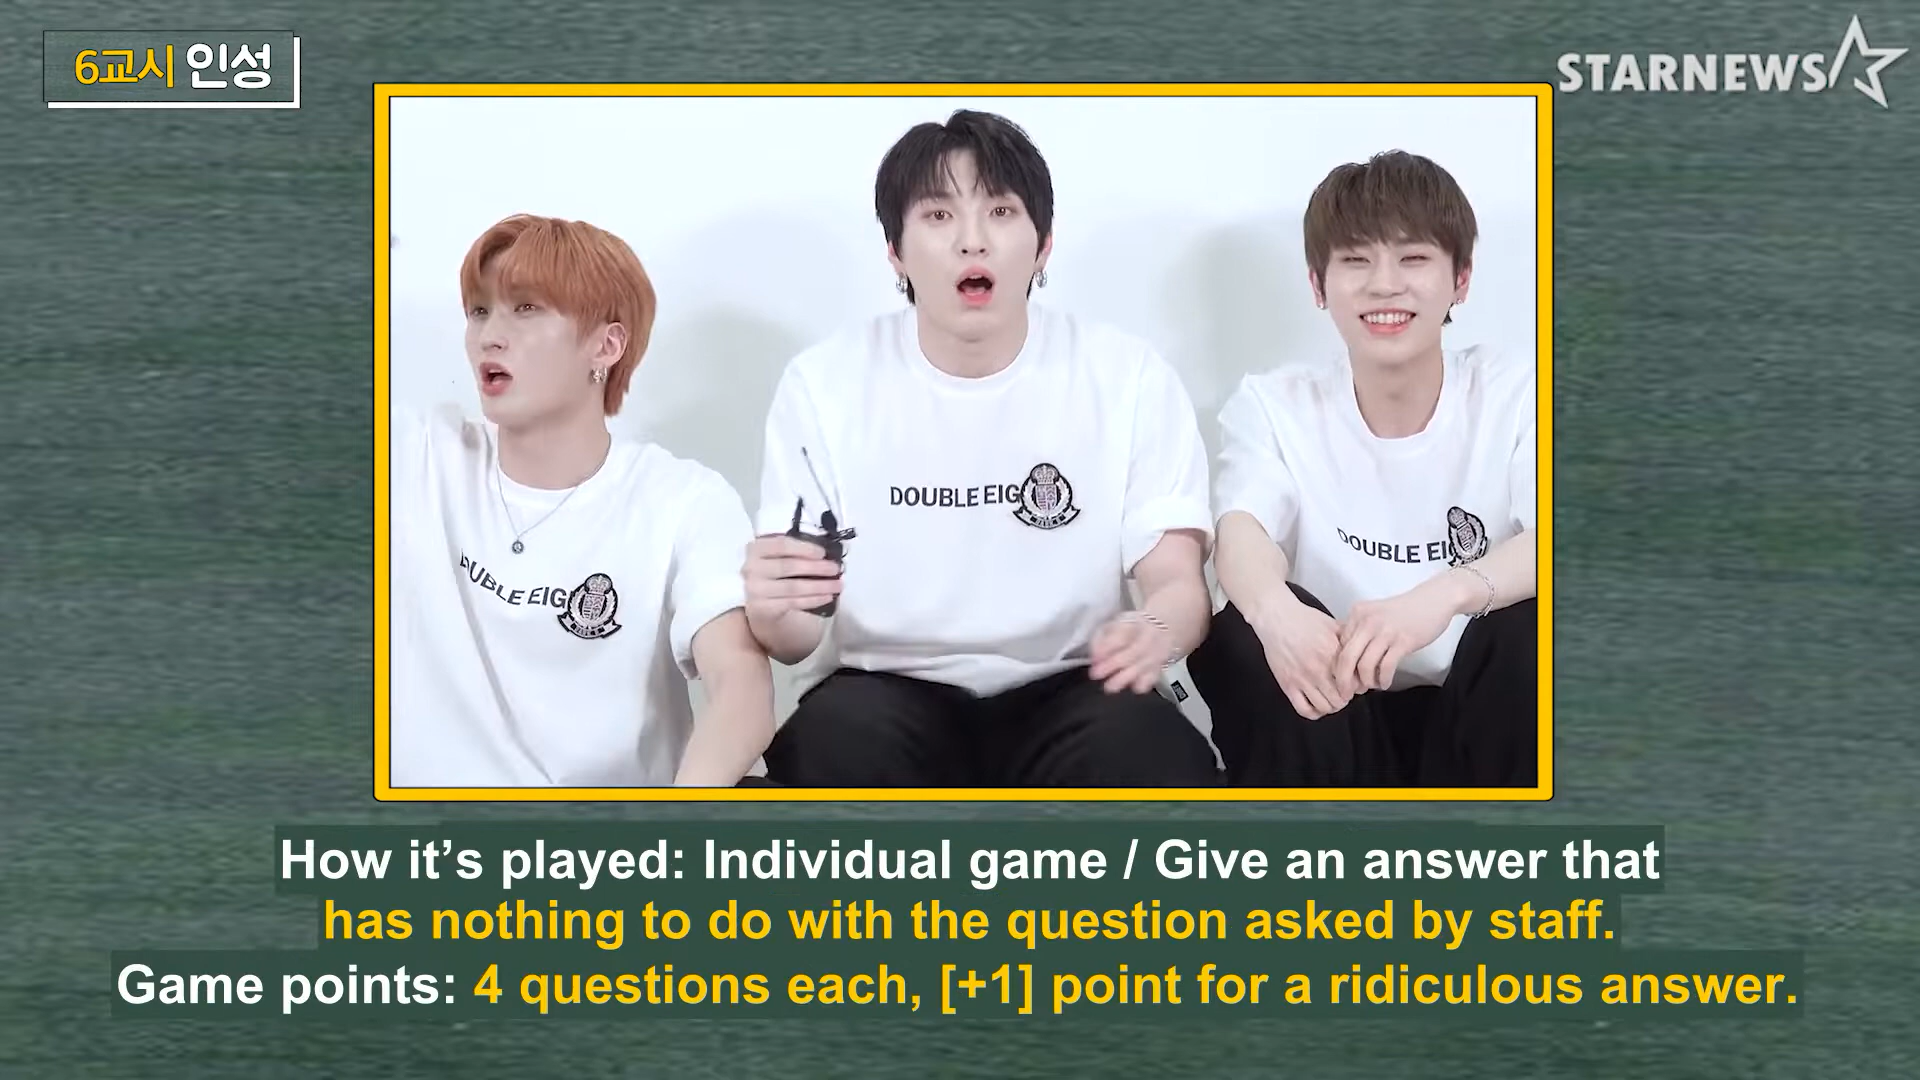 6교시 인성
STARNEWS
DOUBLE EIG
DOUBLE EIG
UBLE EIG
How it’s played: Individual game / Give an answer that
has nothing to do with the question asked by staff.
Game points: 4 questions each, [+1] point for a ridiculous answer.